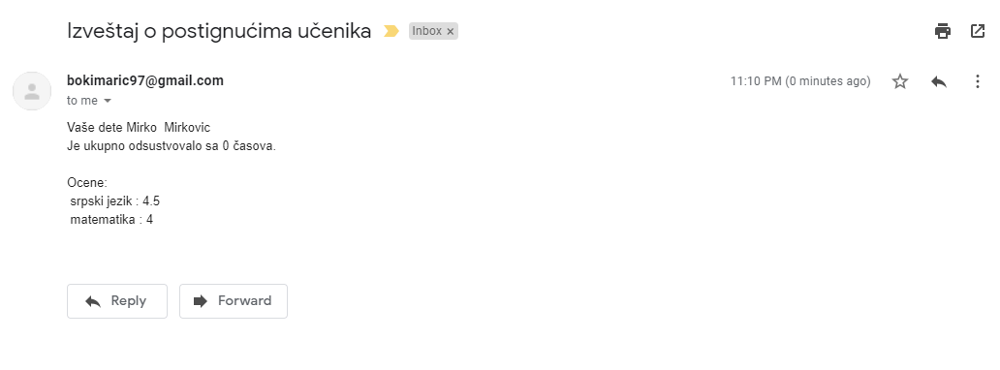 Izveštaj o postignućima učenika Inbox ×
bokimaric97@gmail.com 11:10 PM (0 minutes ago)
to me
Vaše dete Mirko  Mirkovic
Je ukupno odsustvovalo sa 0 časova.
Ocene:
srpski jezik : 4.5
matematika : 4
Reply Forward